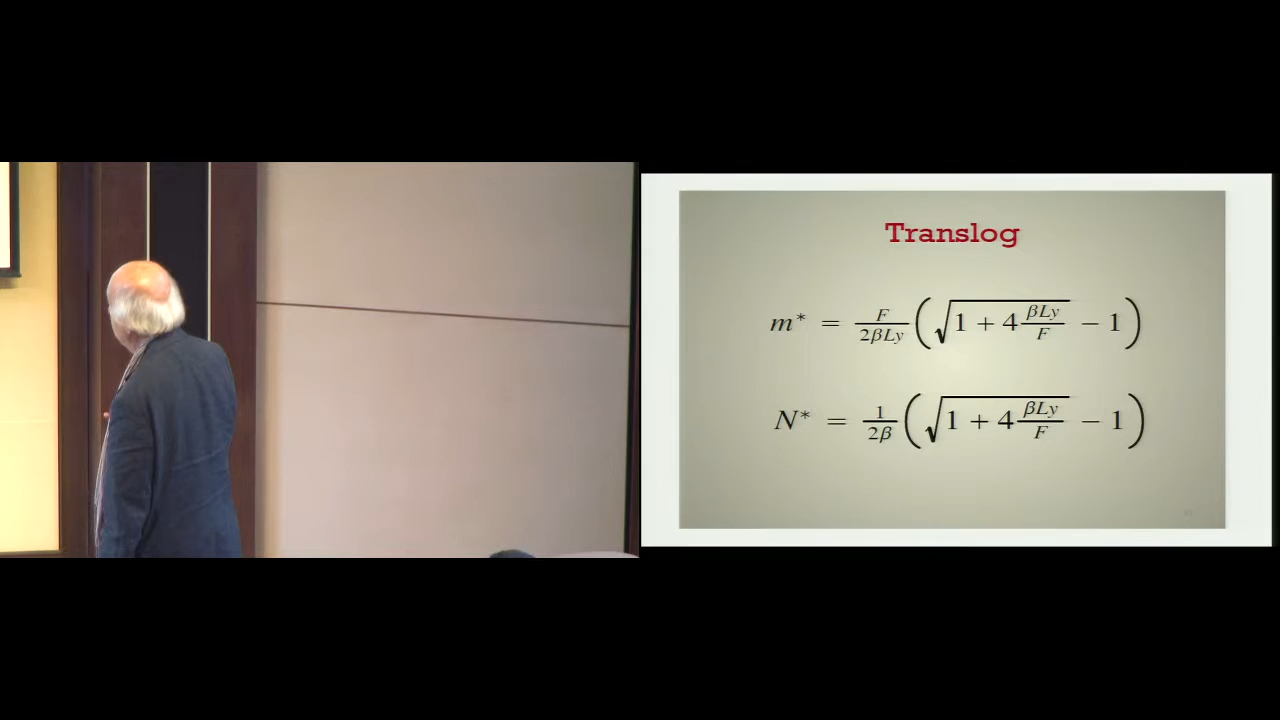 Translog
m* = F/2βLy (√1 + 4 βLy/F − 1)
N* = 1/2β (√1 + 4 βLy/F − 1)